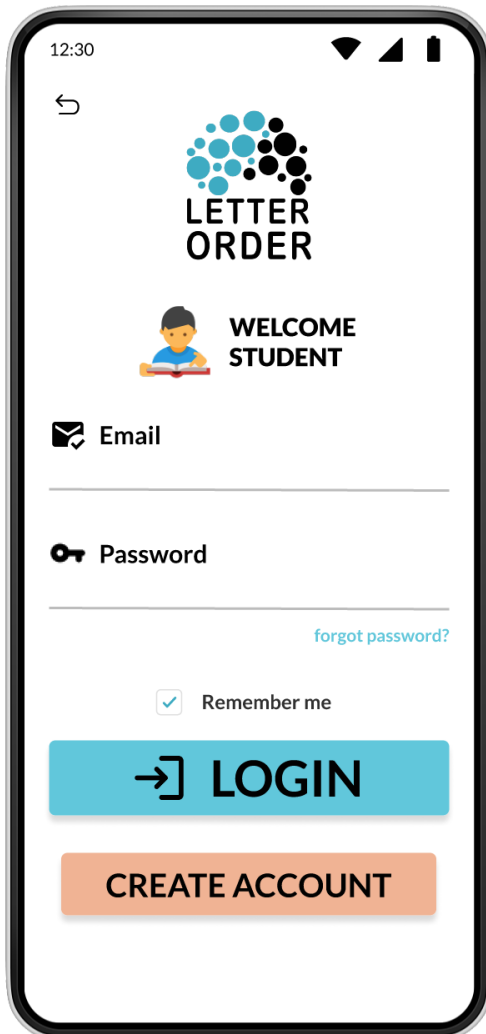 12:30
LETTER
ORDER
WELCOME
STUDENT
Email
Password
forgot password?
Remember me
LOGIN
CREATE ACCOUNT